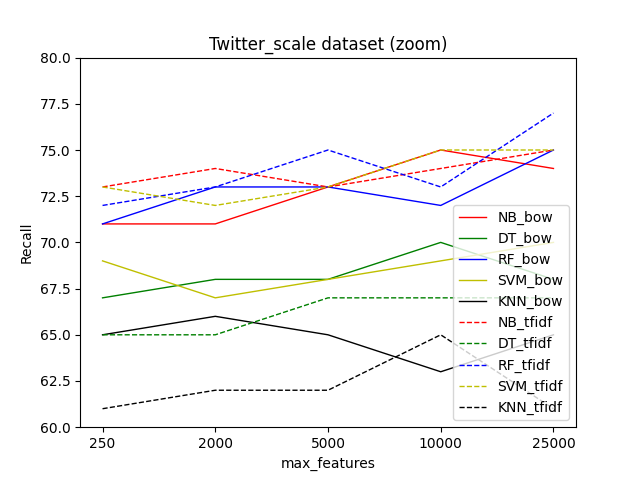 Twitter_scale dataset (zoom)
80.0
77.5
75.0
72.5
70.0
67.5
65.0
62.5
60.0
Recall
250 2000 5000 10000 25000
max_features
NB_bow
DT_bow
RF_bow
SVM_bow
KNN_bow
NB_tfidf
DT_tfidf
RF_tfidf
SVM_tfidf
KNN_tfidf